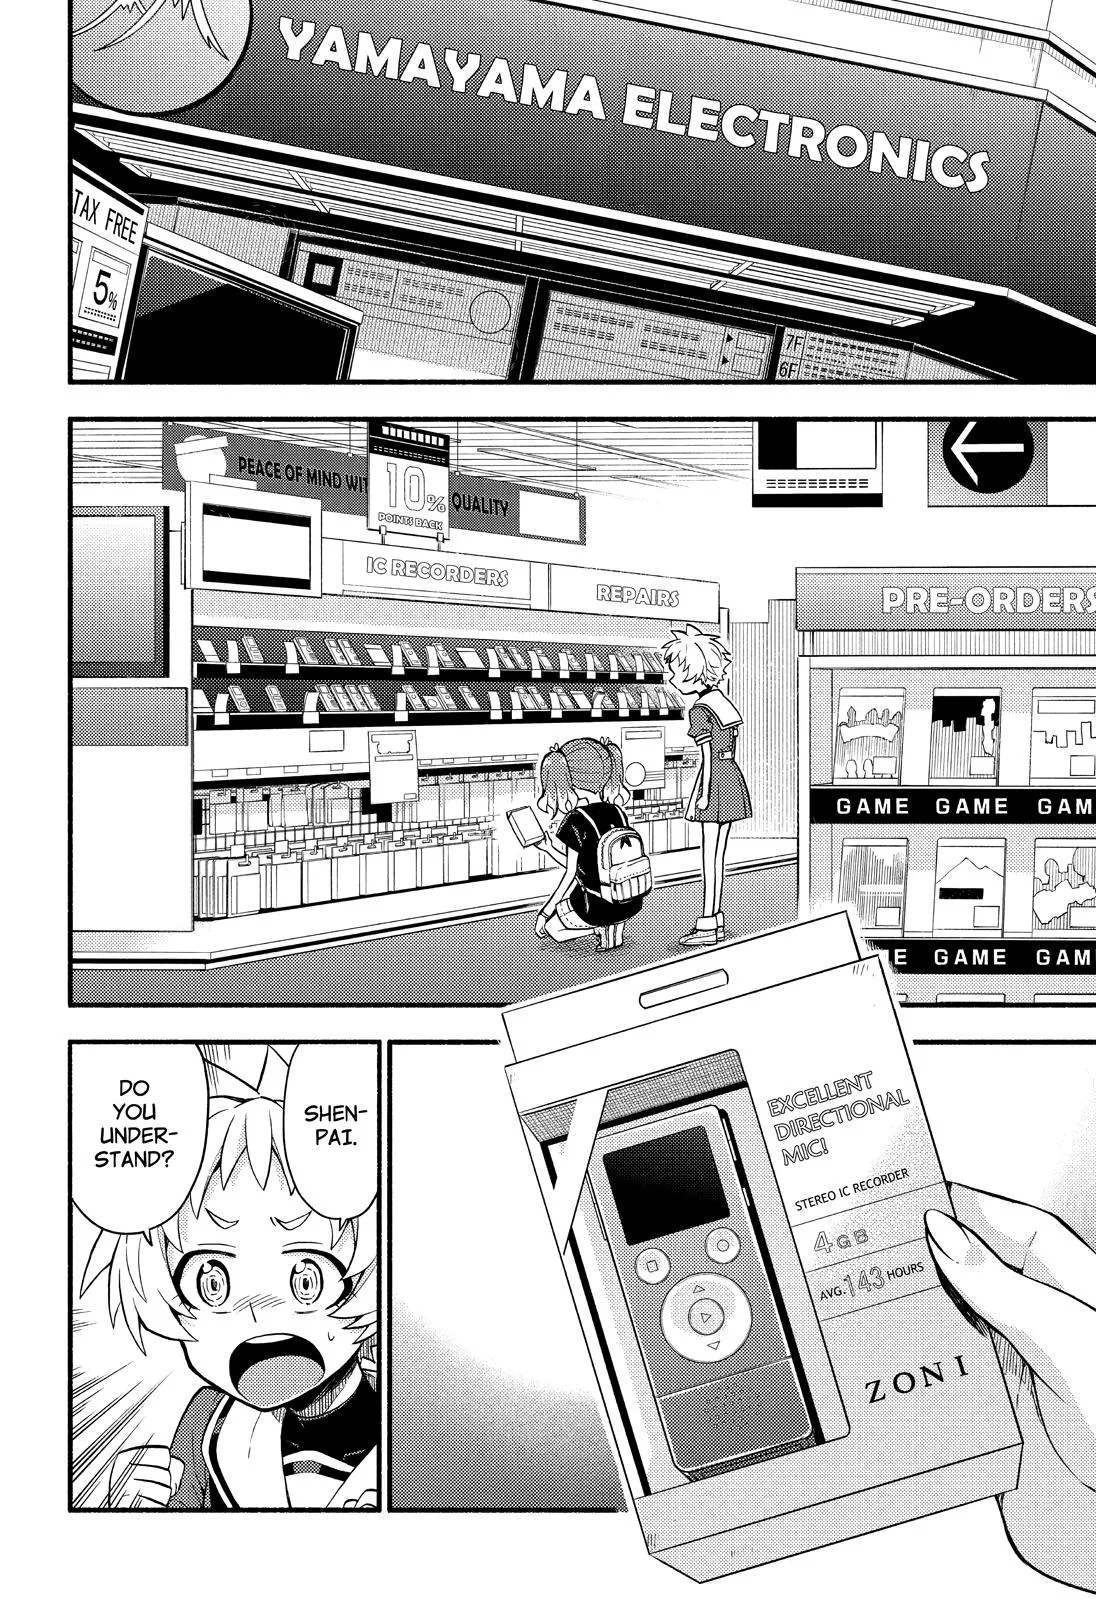 YAMAYAMA ELECTRONICS
TAX FREE
5%
7F
6F
PEACE OF MIND
QUALITY
10%
POINTS BACK
IC RECORDERS
REPAIRS
PRE-ORDERS
GAME GAME GAM
GAME GAM
SHEN-
PAI.
DO
YOU
UNDER-
STAND?
EXCELLENT
DIRECTIONAL
MIC!
STEREO IC RECORDER
4GB
AVG. 143 HOURS
ZONI